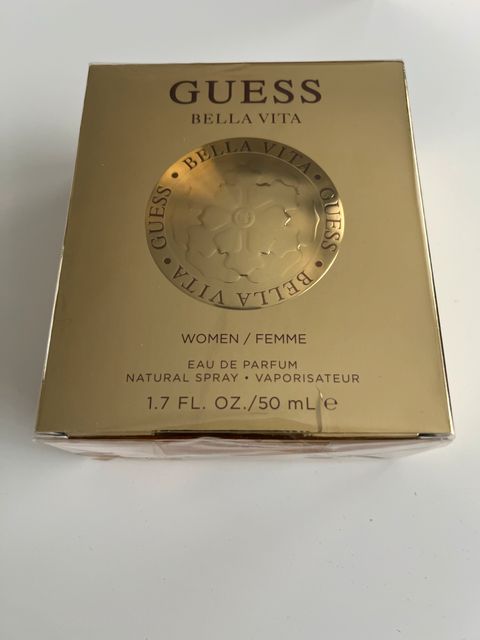 GUESS
BELLA VITA
• BELLA VITA • GUESS • BELLA VITA • GUESS
WOMEN / FEMME
EAU DE PARFUM
NATURAL SPRAY • VAPORISATEUR
1.7 FL. OZ./50 mL ℮